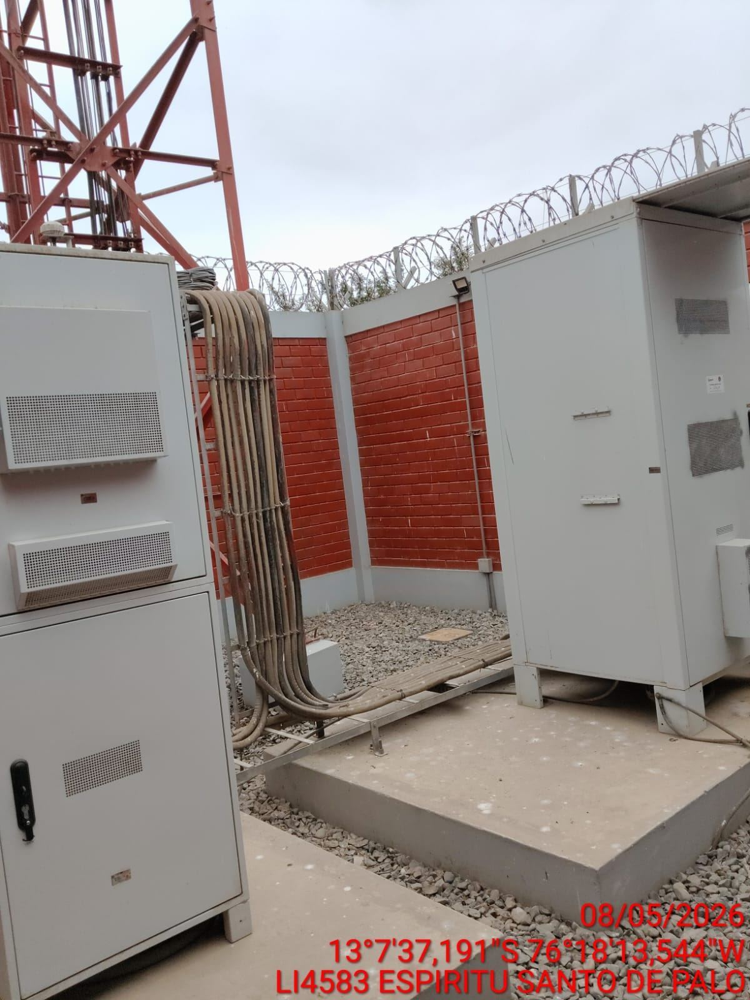 08/05/2026
13°7'37,191"S 76°18'13,544"W
LI4583 ESPIRITU SANTO DE PALO